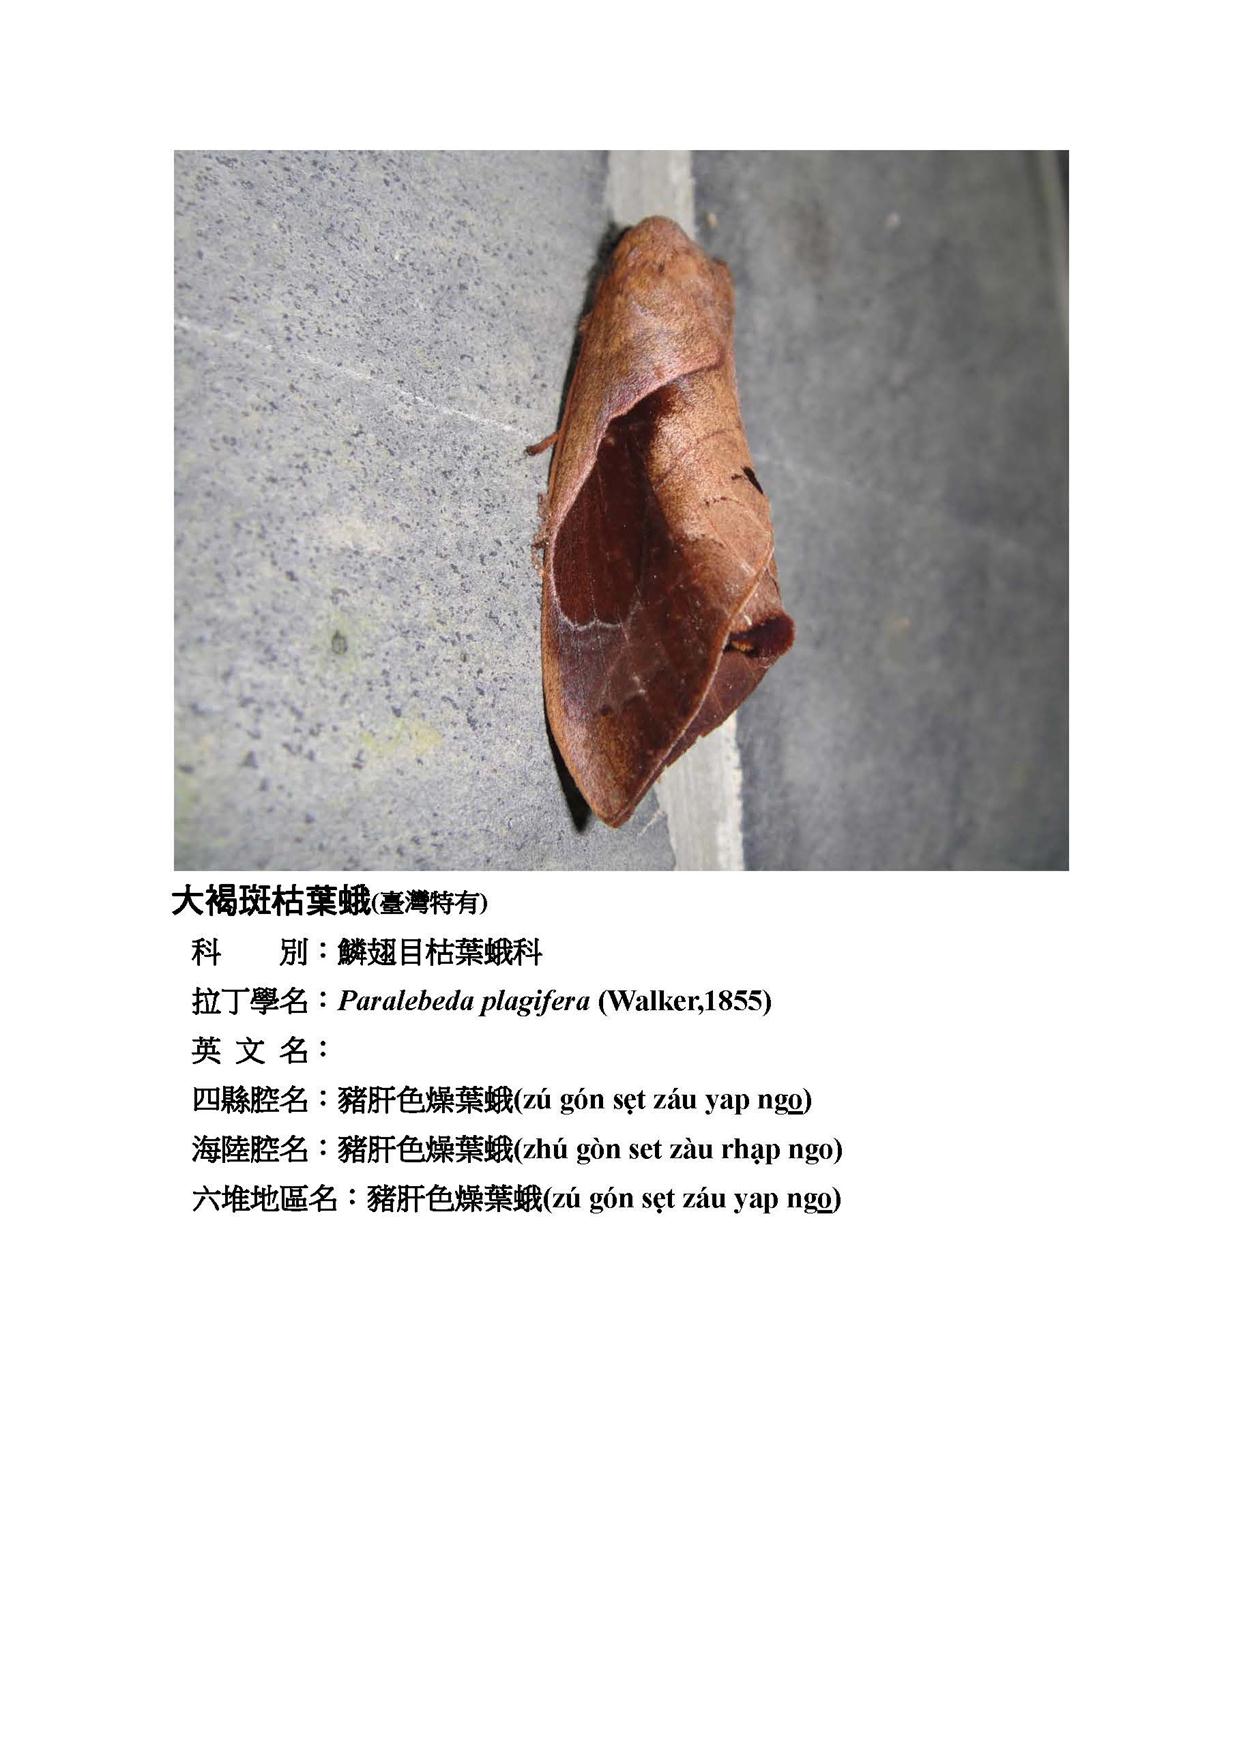 大褐斑枯葉蛾(臺灣特有)
科　　別：鱗翅目枯葉蛾科
拉丁學名：Paralebeda plagifera (Walker,1855)
英 文 名：
四縣腔名：豬肝色燥葉蛾(zú gón sẹt záu yap ngo̲)
海陸腔名：豬肝色燥葉蛾(zhú gòn set zàu rhạp ngo)
六堆地區名：豬肝色燥葉蛾(zú gón sẹt záu yap ngo̲)